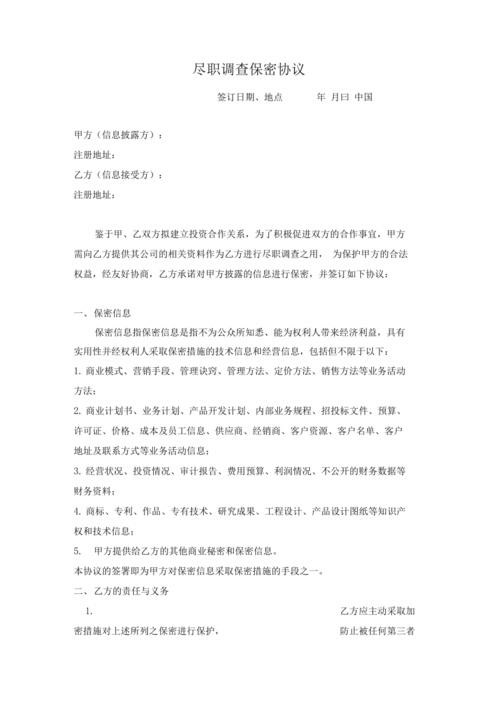 尽职调查保密协议
签订日期、地点 年 月曰 中国
甲方（信息披露方）：
注册地址：
乙方（信息接受方）：
注册地址：
鉴于甲、乙双方拟建立投资合作关系，为了积极促进双方的合作事宜，甲方
需向乙方提供其公司的相关资料作为乙方进行尽职调查之用， 为保护甲方的合法
权益，经友好协商，乙方承诺对甲方披露的信息进行保密，并签订如下协议：
一、保密信息
保密信息指保密信息是指不为公众所知悉、能为权利人带来经济利益，具有
实用性并经权利人采取保密措施的技术信息和经营信息，包括但不限于以下：
1. 商业模式、营销手段、管理诀窍、管理方法、定价方法、销售方法等业务活动
方法；
2. 商业计划书、业务计划、产品开发计划、内部业务规程、招投标文件、预算、
许可证、价格、成本及员工信息、供应商、经销商、客户资源、客户名单、客户
地址及联系方式等业务活动信息；
3. 经营状况、投资情况、审计报告、费用预算、利润情况、不公开的财务数据等
财务资料；
4. 商标、专利、作品、专有技术、研究成果、工程设计、产品设计图纸等知识产
权和技术信息；
5. 甲方提供给乙方的其他商业秘密和保密信息。
本协议的签署即为甲方对保密信息采取保密措施的手段之一。
二、乙方的责任与义务
1. 乙方应主动采取加
密措施对上述所列之保密进行保护， 防止被任何第三者